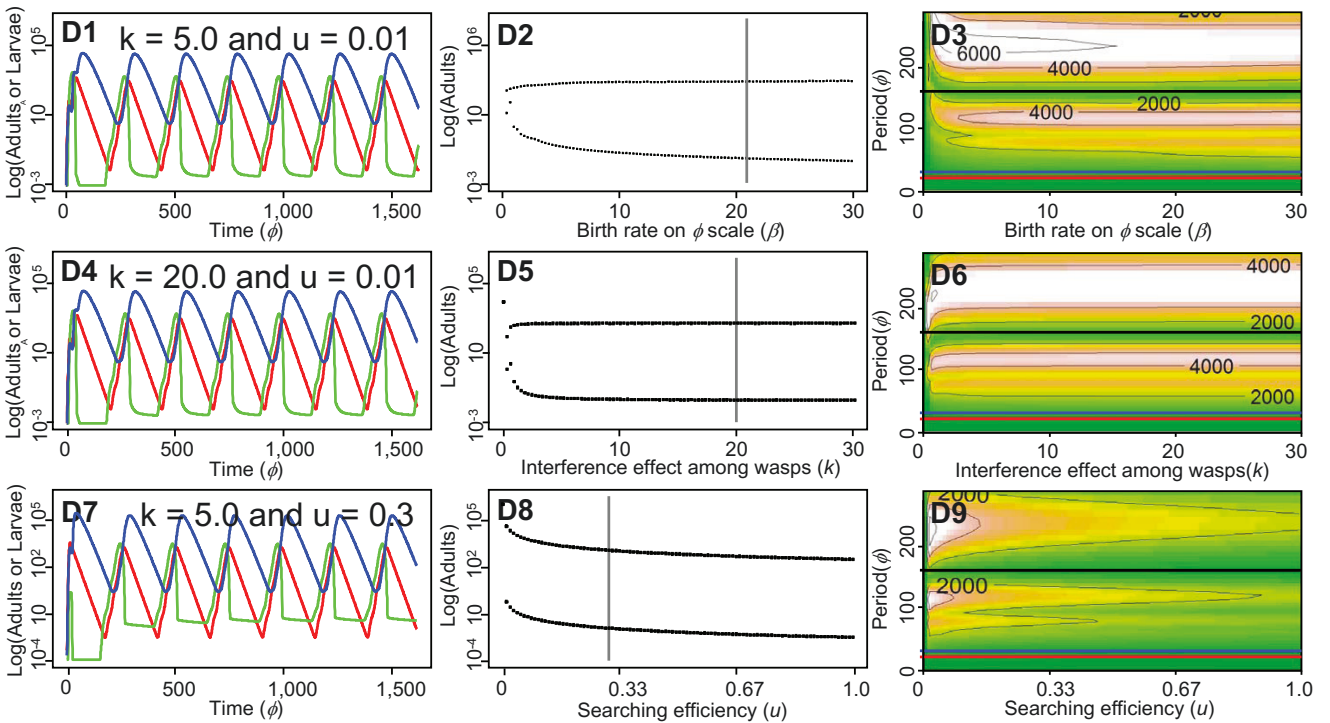 D1 k = 5.0 and u = 0.01
Log(Adults or Larvae)
A
10^5
10
10^-3
0 500 1,000 1,500
Time (ϕ)
D2
Log(Adults)
10^6
10
10^-3
0 10 20 30
Birth rate on ϕ scale (β)
D3
2000
6000
4000
2000
4000
Period(ϕ)
200
100
0
0 10 20 30
Birth rate on ϕ scale (β)
D4 k = 20.0 and u = 0.01
Log(Adults or Larvae)
A
10^5
10
10^-3
0 500 1,000 1,500
Time (ϕ)
D5
Log(Adults)
10^5
10
10^-3
0 10 20 30
Interference effect among wasps (k)
D6
4000
2000
4000
2000
Period(ϕ)
200
100
0
0 10 20 30
Interference effect among wasps(k)
D7 k = 5.0 and u = 0.3
Log(Adults or Larvae)
10^5
10^2
10
10^-4
0 500 1,000 1,500
Time (ϕ)
D8
Log(Adults)
10^5
10^2
10
10^-4
0 0.33 0.67 1.0
Searching efficiency (u)
D9
2000
2000
Period(ϕ)
200
100
0
0 0.33 0.67 1.0
Searching efficiency (u)